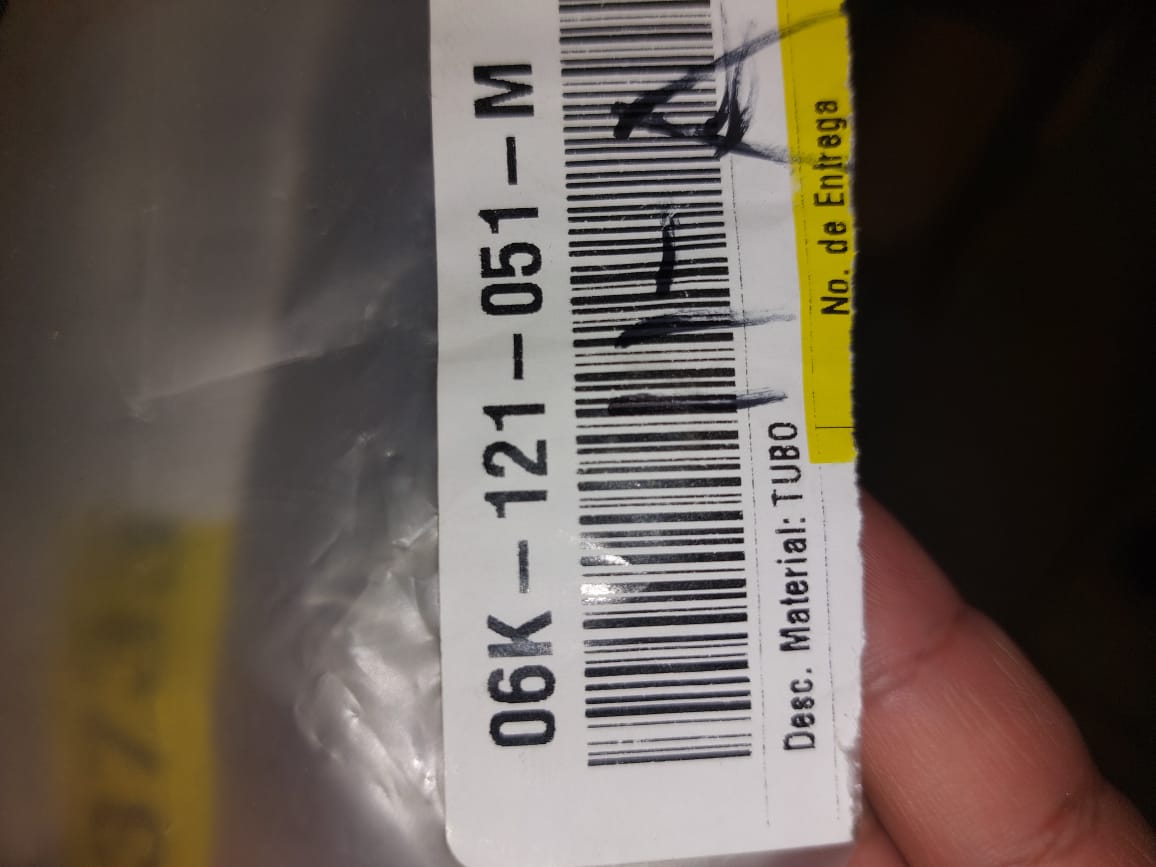 06K-121-051-M
Desc. Material: TUBO
No. de Entrega